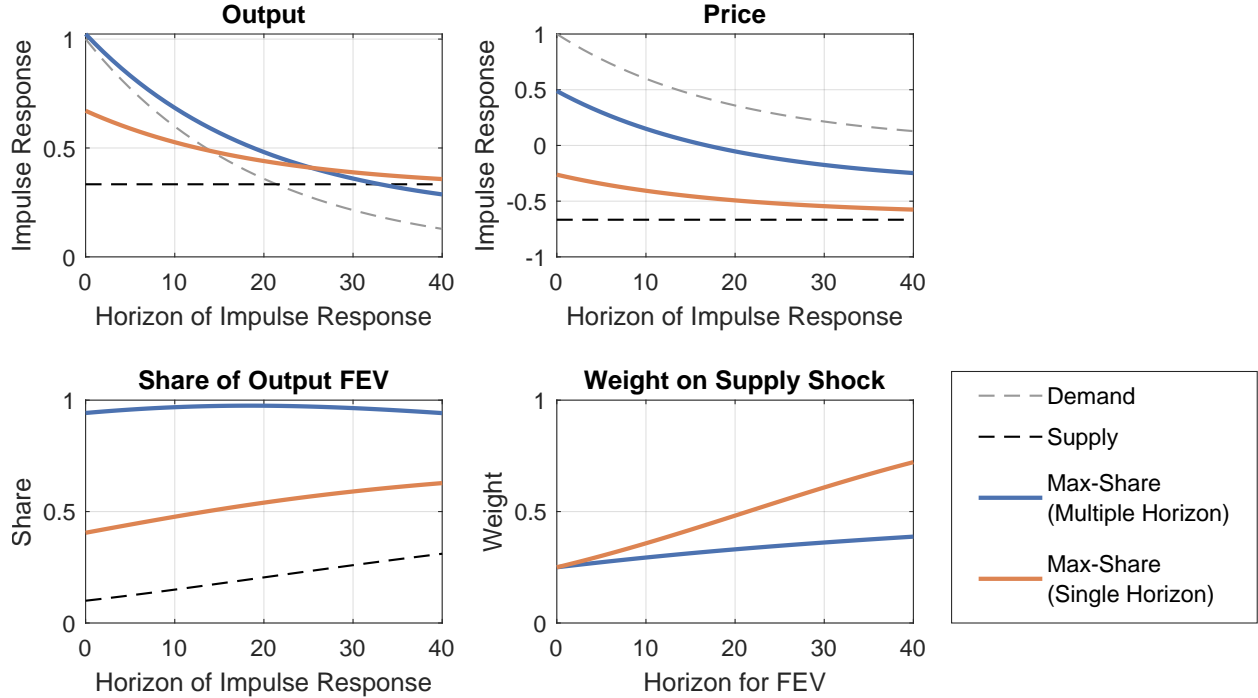 Output
Impulse Response
1
0.5
0
0 10 20 30 40
Horizon of Impulse Response
Price
Impulse Response
1
0.5
0
-0.5
-1
0 10 20 30 40
Horizon of Impulse Response
Share of Output FEV
Share
1
0.5
0
0 10 20 30 40
Horizon of Impulse Response
Weight on Supply Shock
Weight
1
0.5
0
0 10 20 30 40
Horizon for FEV
Demand
Supply
Max-Share
(Multiple Horizon)
Max-Share
(Single Horizon)